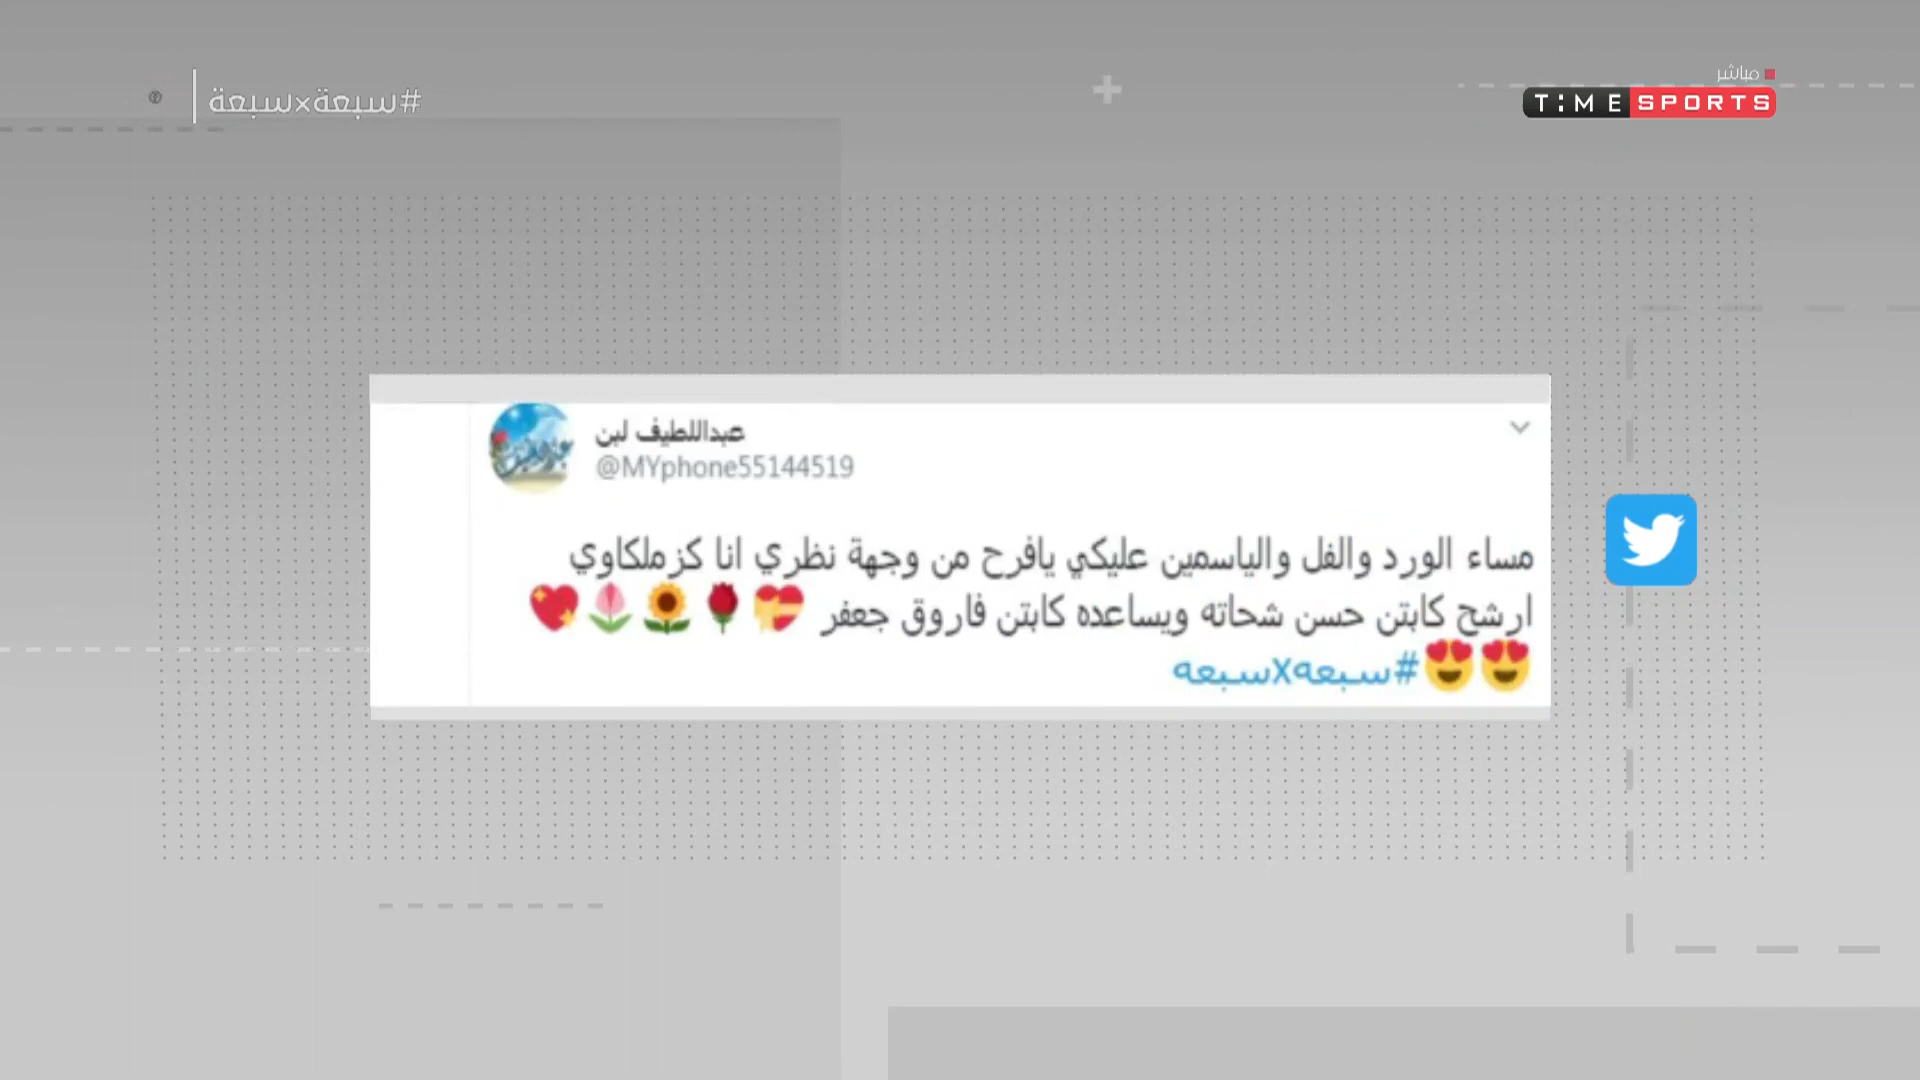 #سبعة×سبعة
مباشر
TIME SPORTS
عبداللطيف لبن
@MYphone55144519
مساء الورد والفل والياسمين عليكي يافرح من وجهة نظري انا كزملكاوي
ارشح كابتن حسن شحاته ويساعده كابتن فاروق جعفر 💝🌹🌻🌷💖
😍😍#سبعهXسبعه